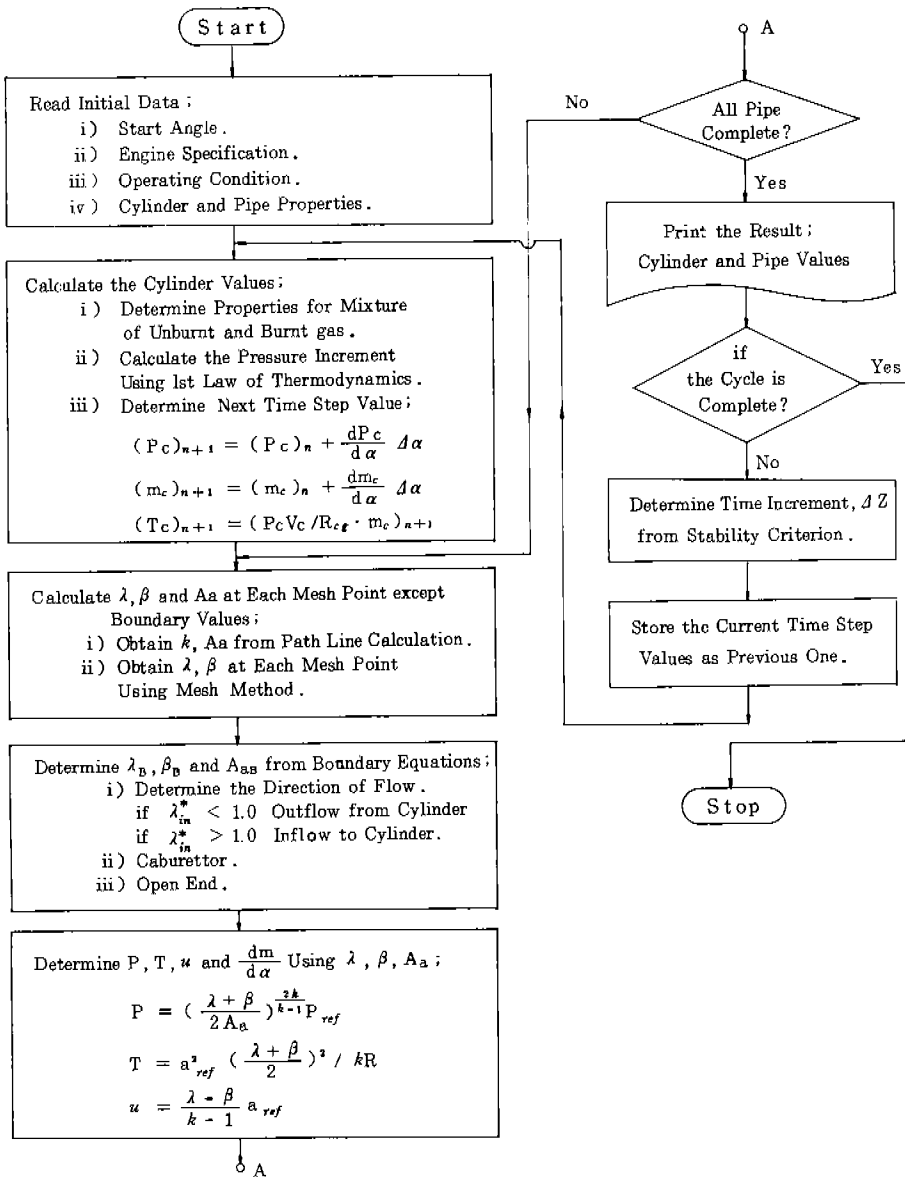 Start
Read Initial Data;
i) Start Angle.
ii) Engine Specification.
iii) Operating Condition.
iv) Cylinder and Pipe Properties.
Calculate the Cylinder Values;
i) Determine Properties for Mixture
of Unburnt and Burnt gas.
ii) Calculate the Pressure Increment
Using 1st Law of Thermodynamics.
iii) Determine Next Time Step Value;
(Pc)n+1 = (Pc)n + dPc/dα Δα
(mc)n+1 = (mc)n + dmc/dα Δα
(Tc)n+1 = (PcVc/Rcg · mc)n+1
Calculate λ, β and Aa at Each Mesh Point except
Boundary Values;
i) Obtain k, Aa from Path Line Calculation.
ii) Obtain λ, β at Each Mesh Point
Using Mesh Method.
Determine λB, βB and AaB from Boundary Equations;
i) Determine the Direction of Flow.
if λ*in < 1.0 Outflow from Cylinder
if λ*in > 1.0 Inflow to Cylinder.
ii) Caburettor.
iii) Open End.
Determine P, T, u and dm/dα Using λ, β, Aa;
P = ((λ + β)/(2Aa))^(2k/(k-1)) Pref
T = a²ref ((λ + β)/2)² / kR
u = (λ - β)/(k - 1) aref
A
A
All Pipe
Complete?
No
Yes
Print the Result;
Cylinder and Pipe Values
if
the Cycle is
Complete?
Yes
No
Determine Time Increment, ΔZ
from Stability Criterion.
Store the Current Time Step
Values as Previous One.
Stop